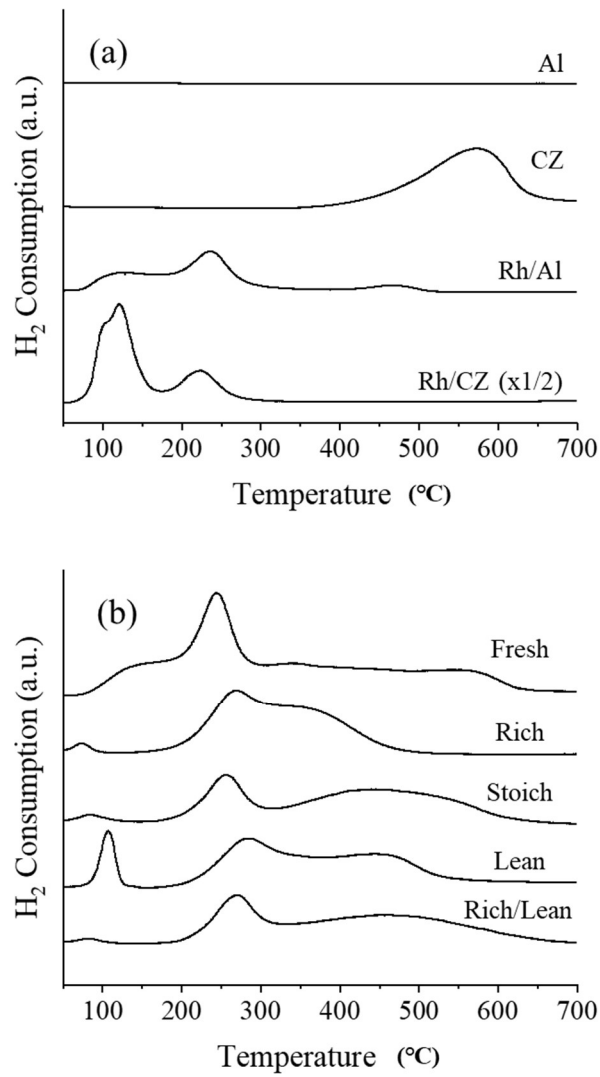 (a)
Al
CZ
Rh/Al
Rh/CZ (x1/2)
H₂ Consumption (a.u.)
100 200 300 400 500 600 700
Temperature (°C)
(b)
Fresh
Rich
Stoich
Lean
Rich/Lean
H₂ Consumption (a.u.)
100 200 300 400 500 600 700
Temperature (°C)